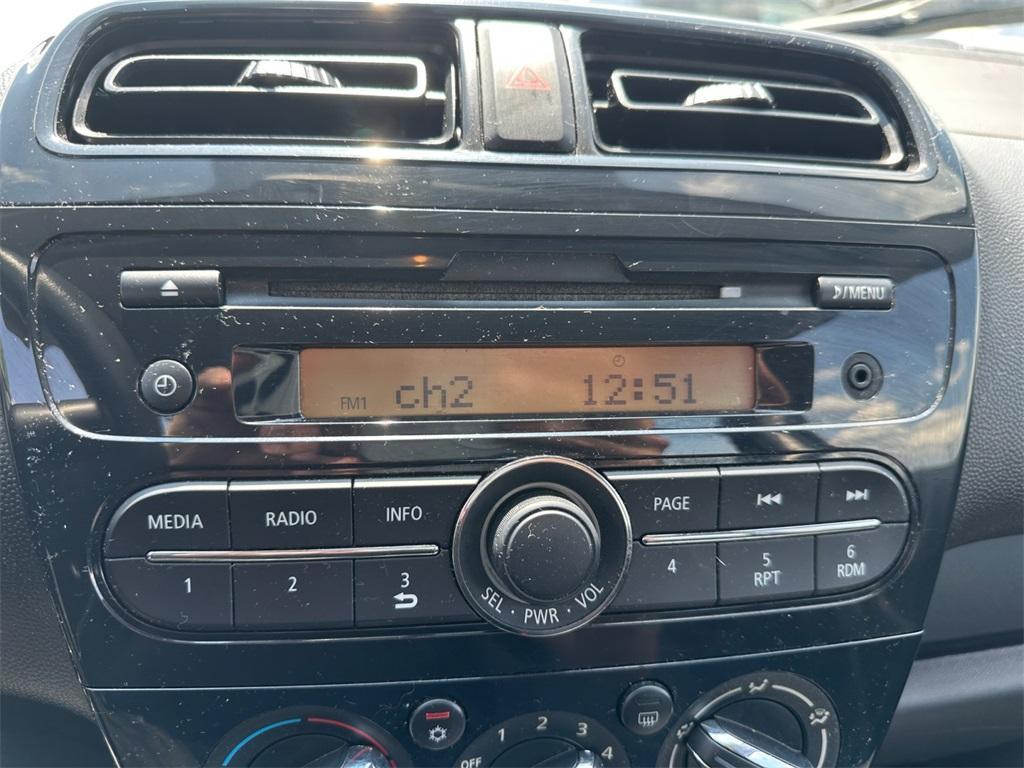 ♪/MENU
FM1 ch2 12:51
MEDIA RADIO INFO PAGE
1 2 3 4 5 6
RPT RDM
SEL · PWR · VOL
OFF 1 2 3 4